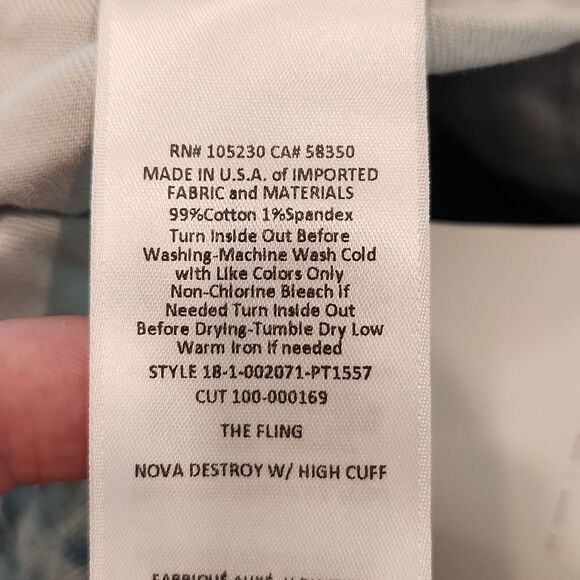 RN# 105230 CA# 58350
MADE IN U.S.A. of IMPORTED
FABRIC and MATERIALS
99%Cotton 1%Spandex
Turn Inside Out Before
Washing-Machine Wash Cold
with Like Colors Only
Non-Chlorine Bleach If
Needed Turn Inside Out
Before Drying-Tumble Dry Low
Warm Iron If needed
STYLE 18-1-002071-PT1557
CUT 100-000169
THE FLING
NOVA DESTROY W/ HIGH CUFF